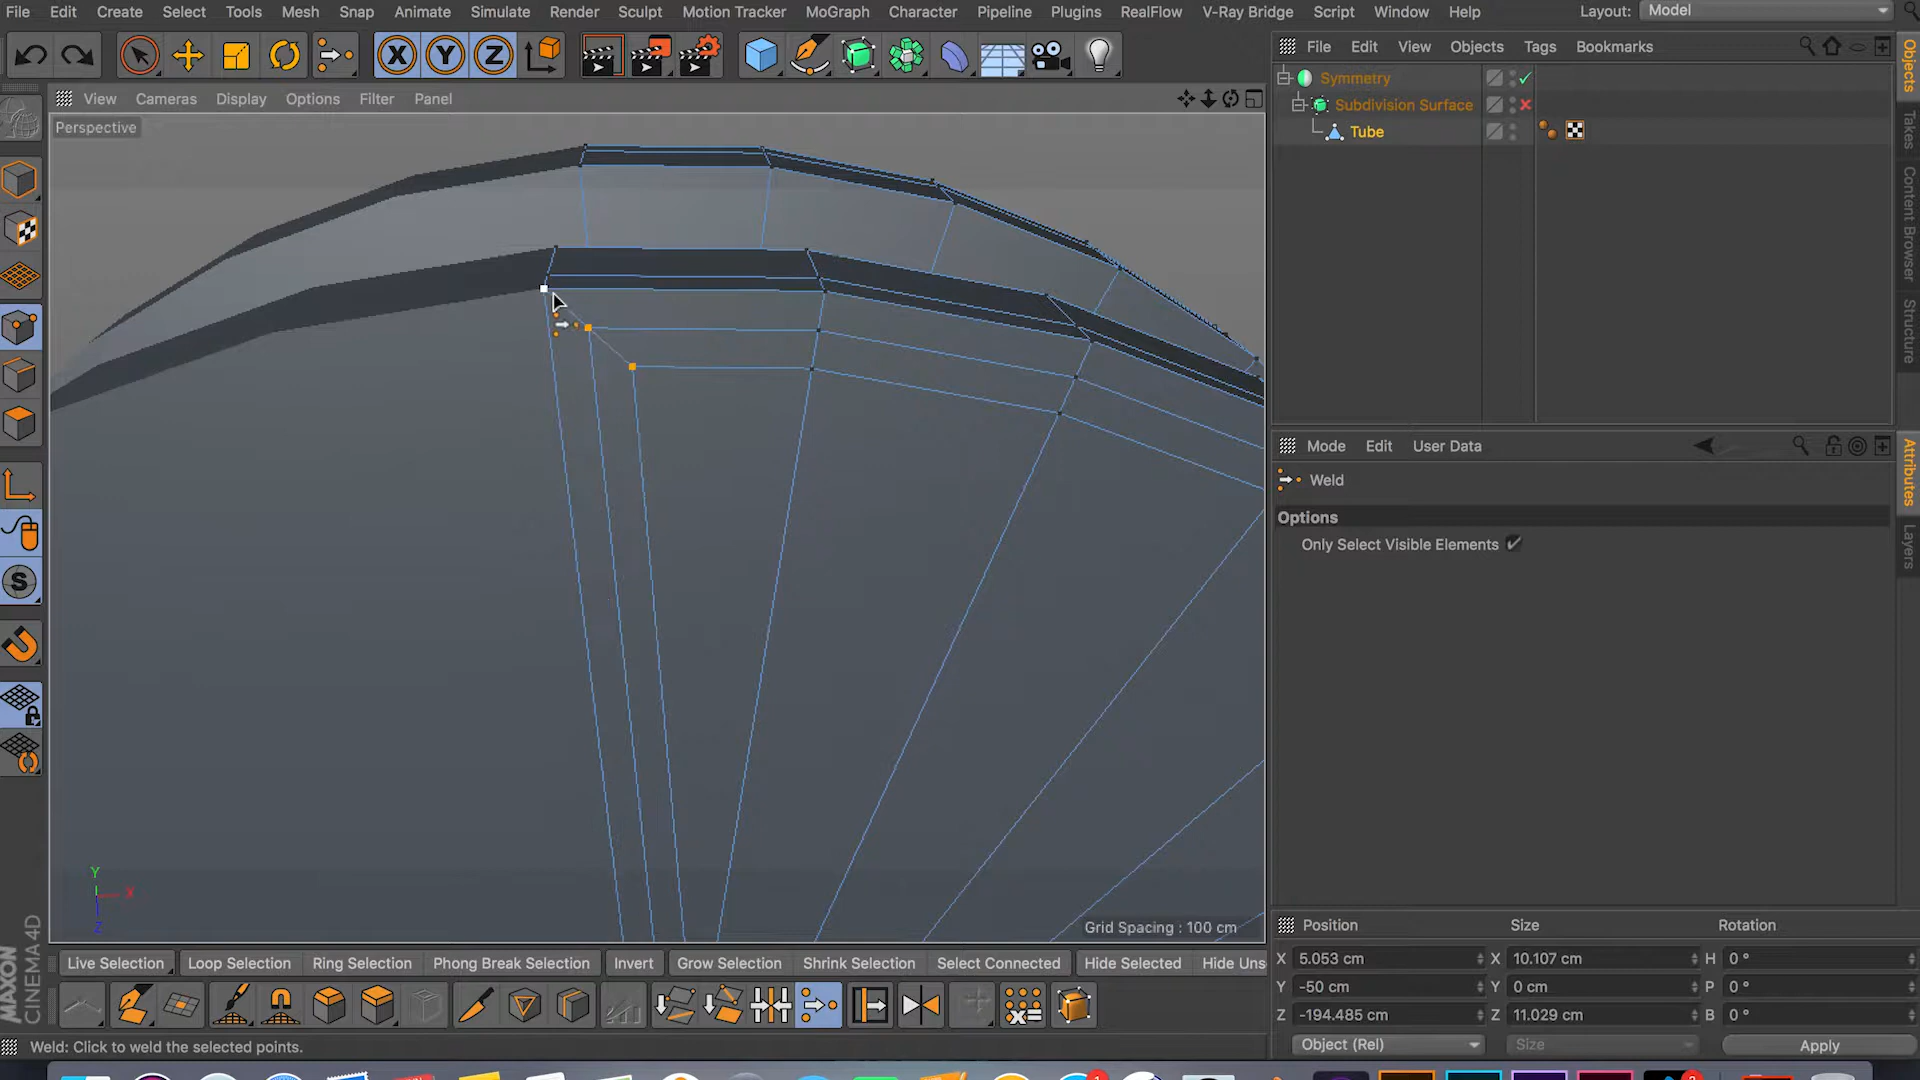 File Edit Create Select Tools Mesh Snap Animate Simulate Render Sculpt Motion Tracker MoGraph Character Pipeline Plugins RealFlow V-Ray Bridge Script Window Help Layout: Model
X Y Z
File Edit View Objects Tags Bookmarks
View Cameras Display Options Filter Panel
Perspective
Symmetry
Subdivision Surface
Tube
Objects
Takes
Content Browser
Structure
Mode Edit User Data
Weld
Options
Only Select Visible Elements
Attributes
Layers
S
Y
X
Z
Grid Spacing : 100 cm
MAXON
CINEMA 4D
Position Size Rotation
X 5.053 cm X 10.107 cm H 0 °
Y -50 cm Y 0 cm P 0 °
Z -194.485 cm Z 11.029 cm B 0 °
Object (Rel) Size Apply
Live Selection Loop Selection Ring Selection Phong Break Selection Invert Grow Selection Shrink Selection Select Connected Hide Selected Hide Uns
Weld: Click to weld the selected points.